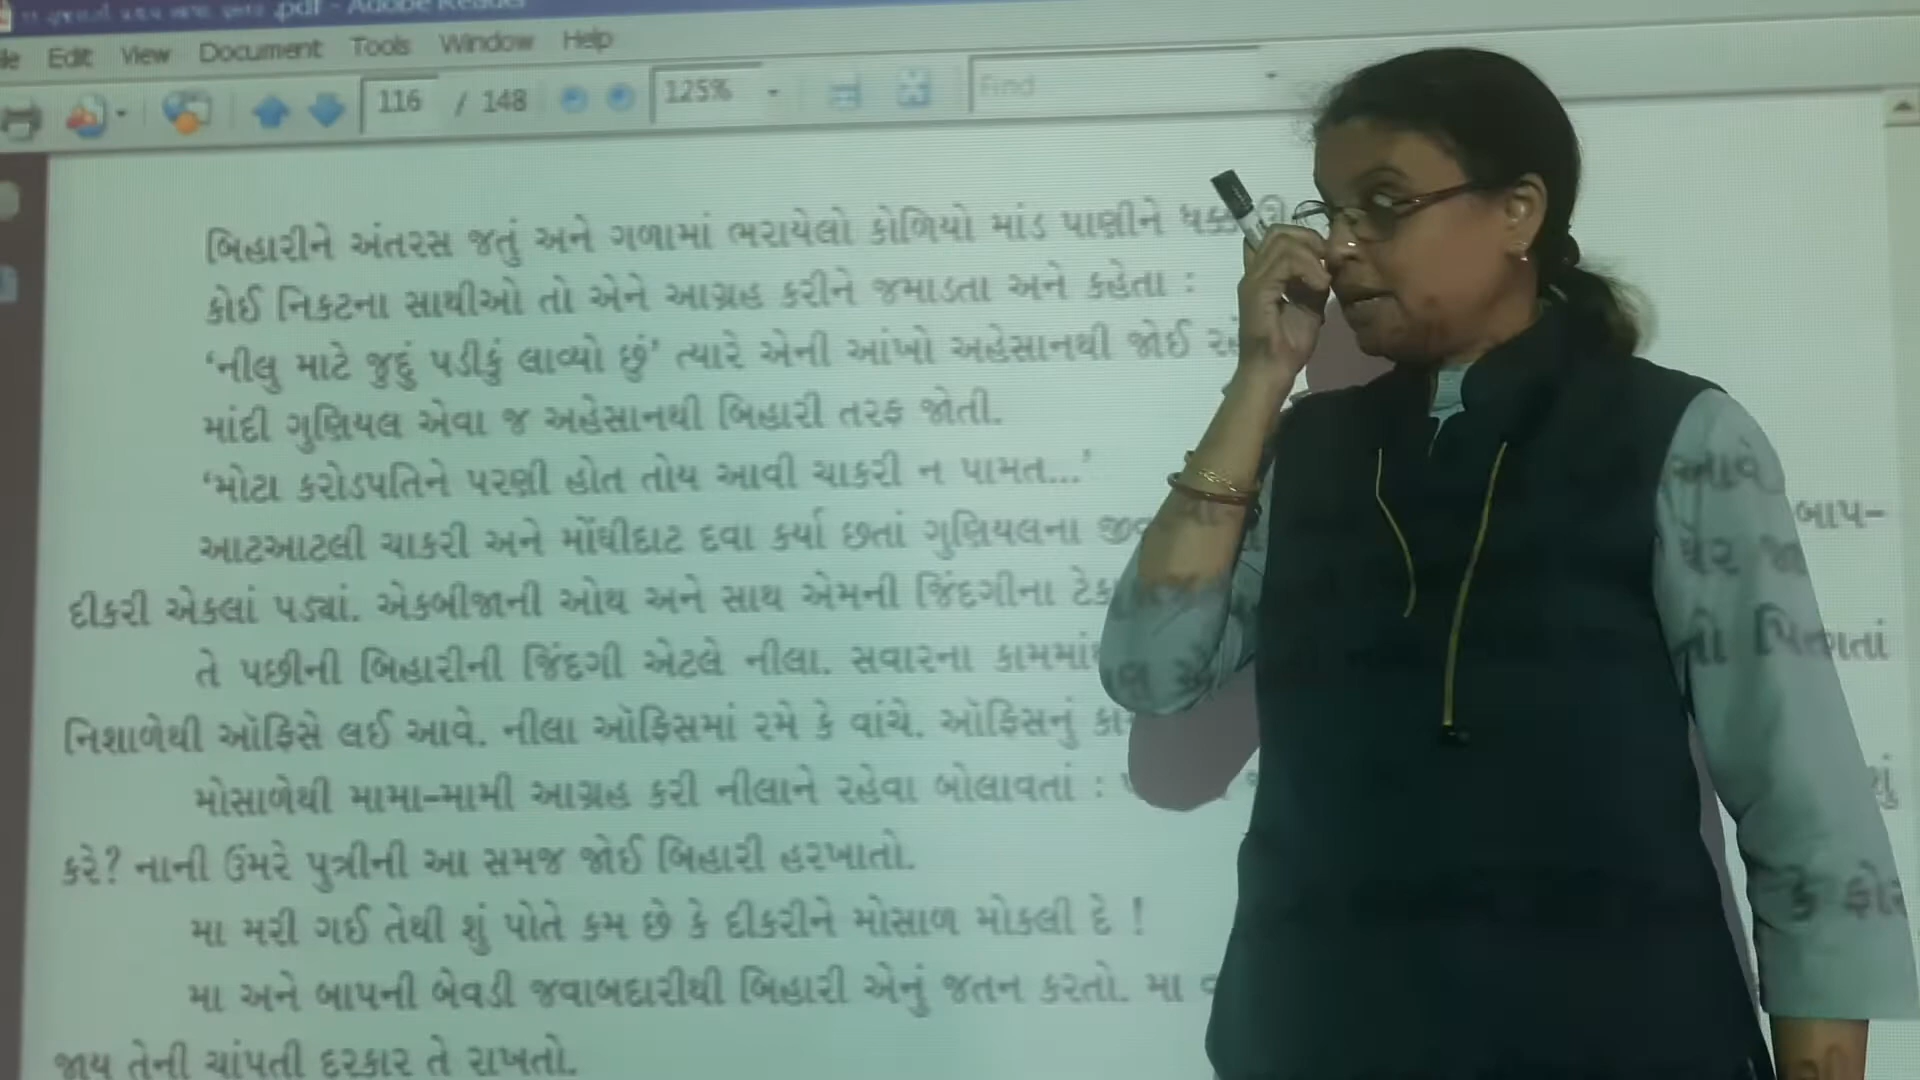 .pdf - Adobe Reader
Edit View Document Tools Window Help
116 / 148 125% Find
બિહારીને અંતરસ જતું અને ગળામાં ભરાયેલો કોળિયો માંડ પાણીને
કોઈ નિકટના સાથીઓ તો એને આગ્રહ કરીને જમાડતા અને કહેતા :
‘નીલુ માટે જુદું પડીકું લાવ્યો છું’ ત્યારે એની આંખો અહેસાનથી જોઈ
માંદી ગુણિયલ એવા જ અહેસાનથી બિહારી તરફ જોતી.
‘મોટા કરોડપતિને પરણી હોત તોય આવી ચાકરી ન પામત...’
આટઆટલી ચાકરી અને મોંઘીદાટ દવા કર્યા છતાં ગુણિયલના બાપ-
દીકરી એકલાં પડ્યાં. એકબીજાની ઓથ અને સાથ એમની જિંદગીના
તે પછીની બિહારીની જિંદગી એટલે નીલા. સવારના
નિશાળેથી ઑફિસે લઈ આવે. નીલા ઑફિસમાં રમે કે વાંચે. ઑફિસનું
મોસાળેથી મામા-મામી આગ્રહ કરી નીલાને રહેવા બોલાવતાં :
કરે? નાની ઉંમરે પુત્રીની આ સમજ જોઈ બિહારી હરખાતો.
મા મરી ગઈ તેથી શું પોતે કમ છે કે દીકરીને મોસાળ મોકલી દે !
મા અને બાપની બેવડી જવાબદારીથી બિહારી એનું જતન કરતો. મા
જાય તેની ચાંપતી દરકાર તે રાખતો.